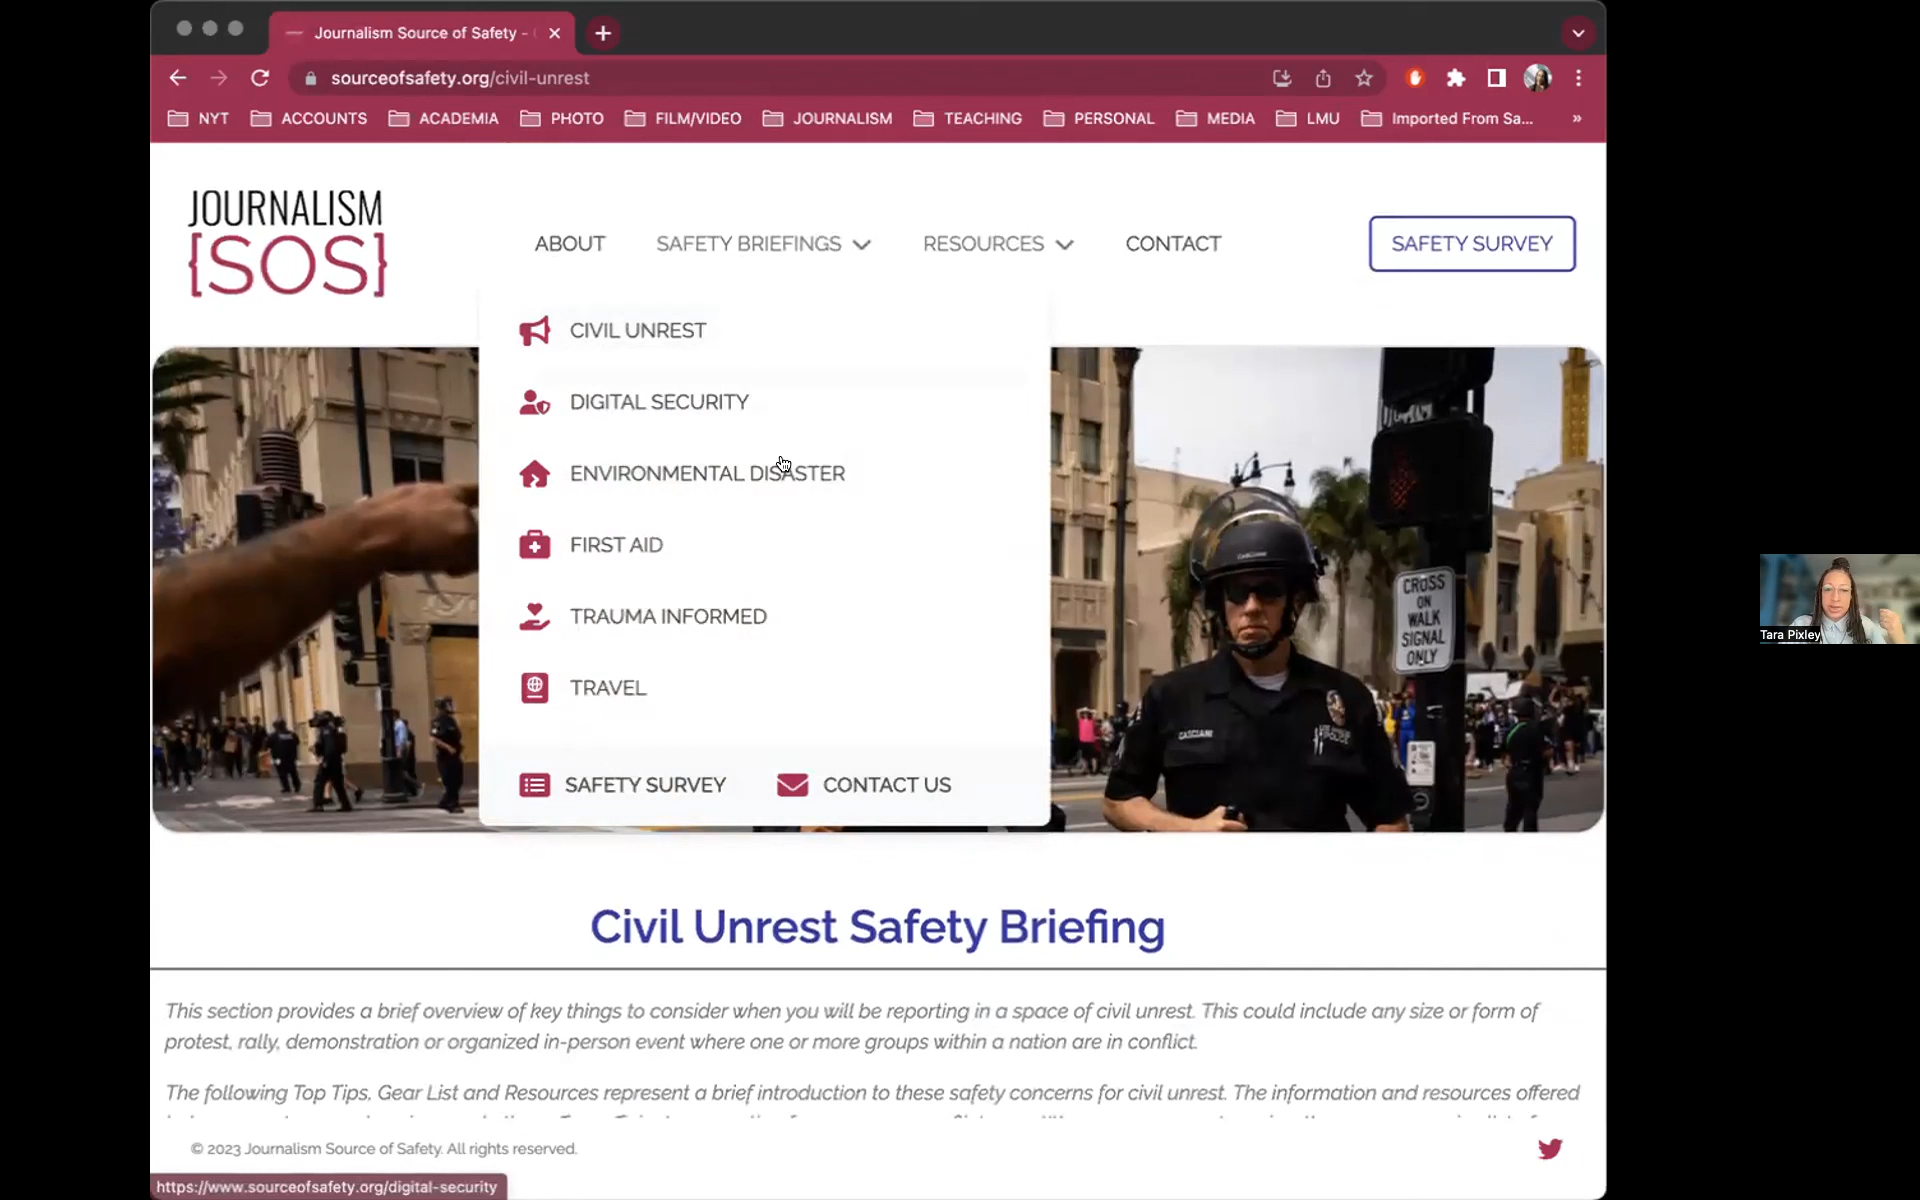 Journalism Source of Safety -
sourceofsafety.org/civil-unrest
NYT ACCOUNTS ACADEMIA PHOTO FILM/VIDEO JOURNALISM TEACHING PERSONAL MEDIA LMU Imported From Sa... »
JOURNALISM
{SOS}
ABOUT SAFETY BRIEFINGS RESOURCES CONTACT SAFETY SURVEY
CIVIL UNREST
DIGITAL SECURITY
ENVIRONMENTAL DISASTER
FIRST AID
TRAUMA INFORMED
TRAVEL
SAFETY SURVEY CONTACT US
CROSS
ON
WALK
SIGNAL
ONLY
CASCIANI
Tara Pixley
Civil Unrest Safety Briefing
This section provides a brief overview of key things to consider when you will be reporting in a space of civil unrest. This could include any size or form of
protest, rally, demonstration or organized in-person event where one or more groups within a nation are in conflict.
The following Top Tips, Gear List and Resources represent a brief introduction to these safety concerns for civil unrest. The information and resources offered
© 2023 Journalism Source of Safety. All rights reserved.
https://www.sourceofsafety.org/digital-security